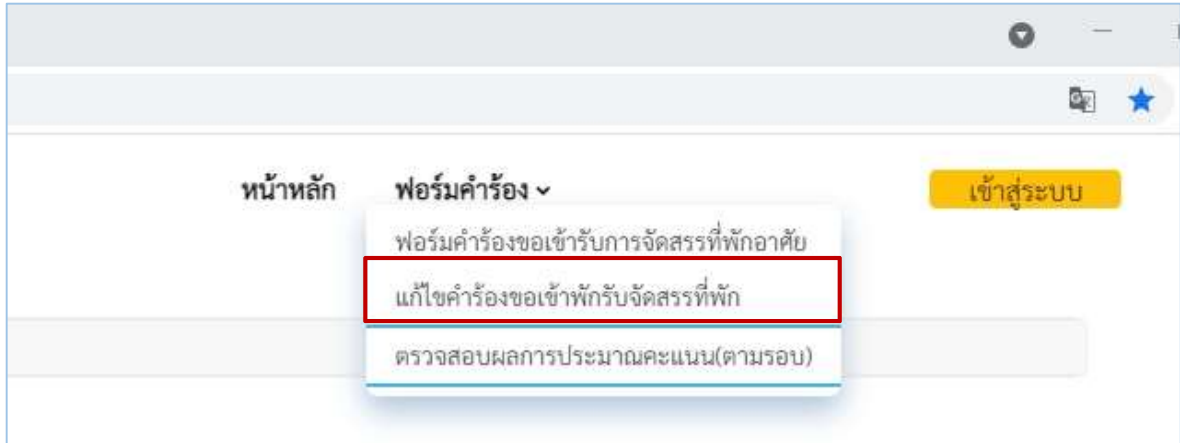 หน้าหลัก ฟอร์มคำร้อง เข้าสู่ระบบ
ฟอร์มคำร้องขอเข้ารับการจัดสรรที่พักอาศัย
แก้ไขคำร้องขอเข้าพักรับจัดสรรที่พัก
ตรวจสอบผลการประมาณคะแนน(ตามรอบ)